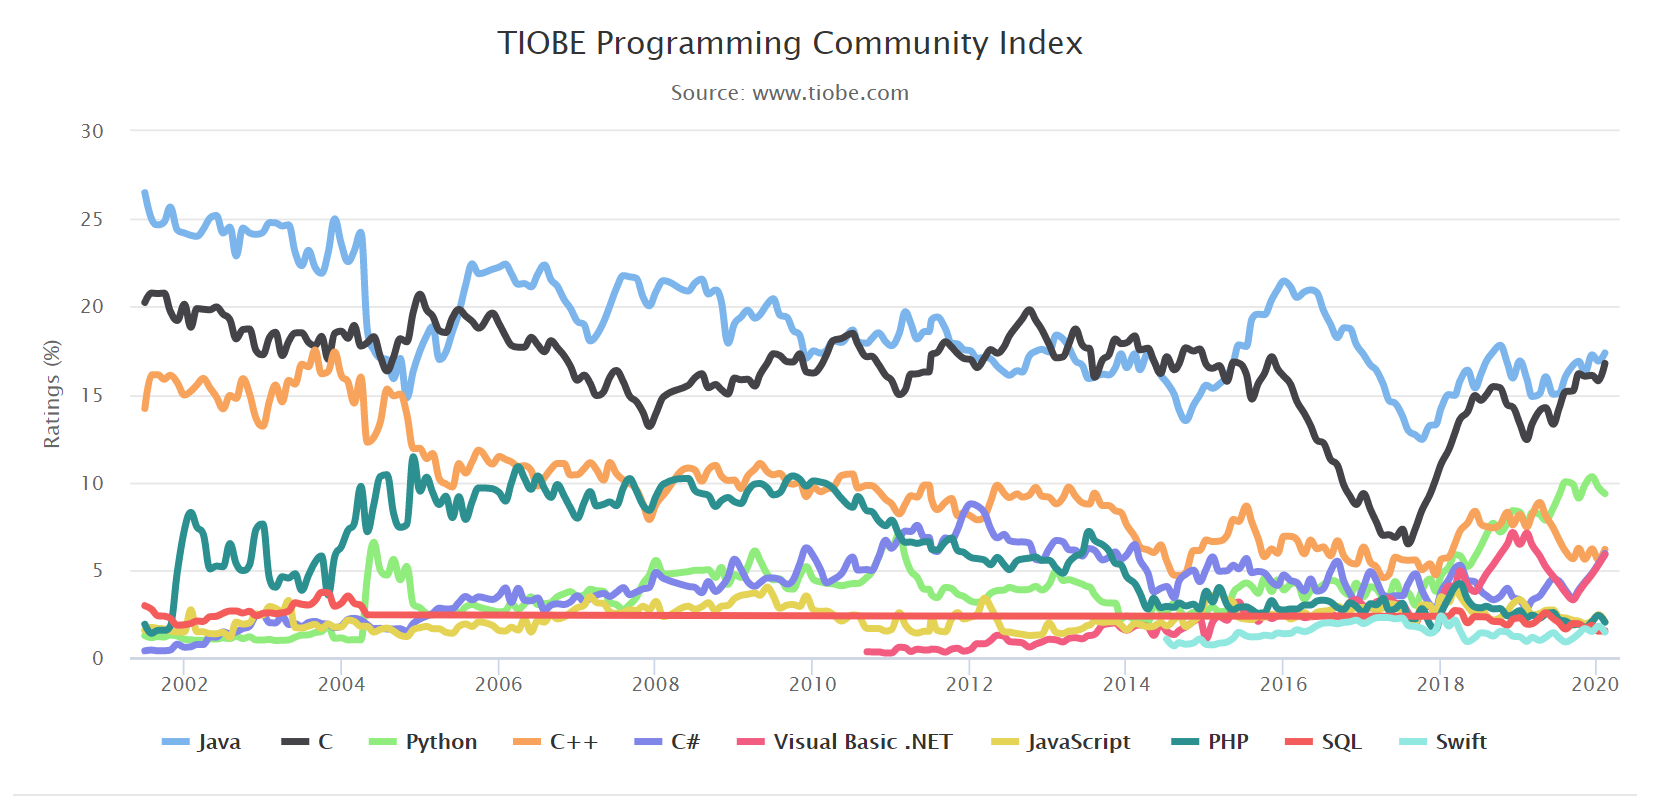 TIOBE Programming Community Index
Source: www.tiobe.com
Ratings (%)
30
25
20
15
10
5
0
2002 2004 2006 2008 2010 2012 2014 2016 2018 2020
Java C Python C++ C# Visual Basic .NET JavaScript PHP SQL Swift